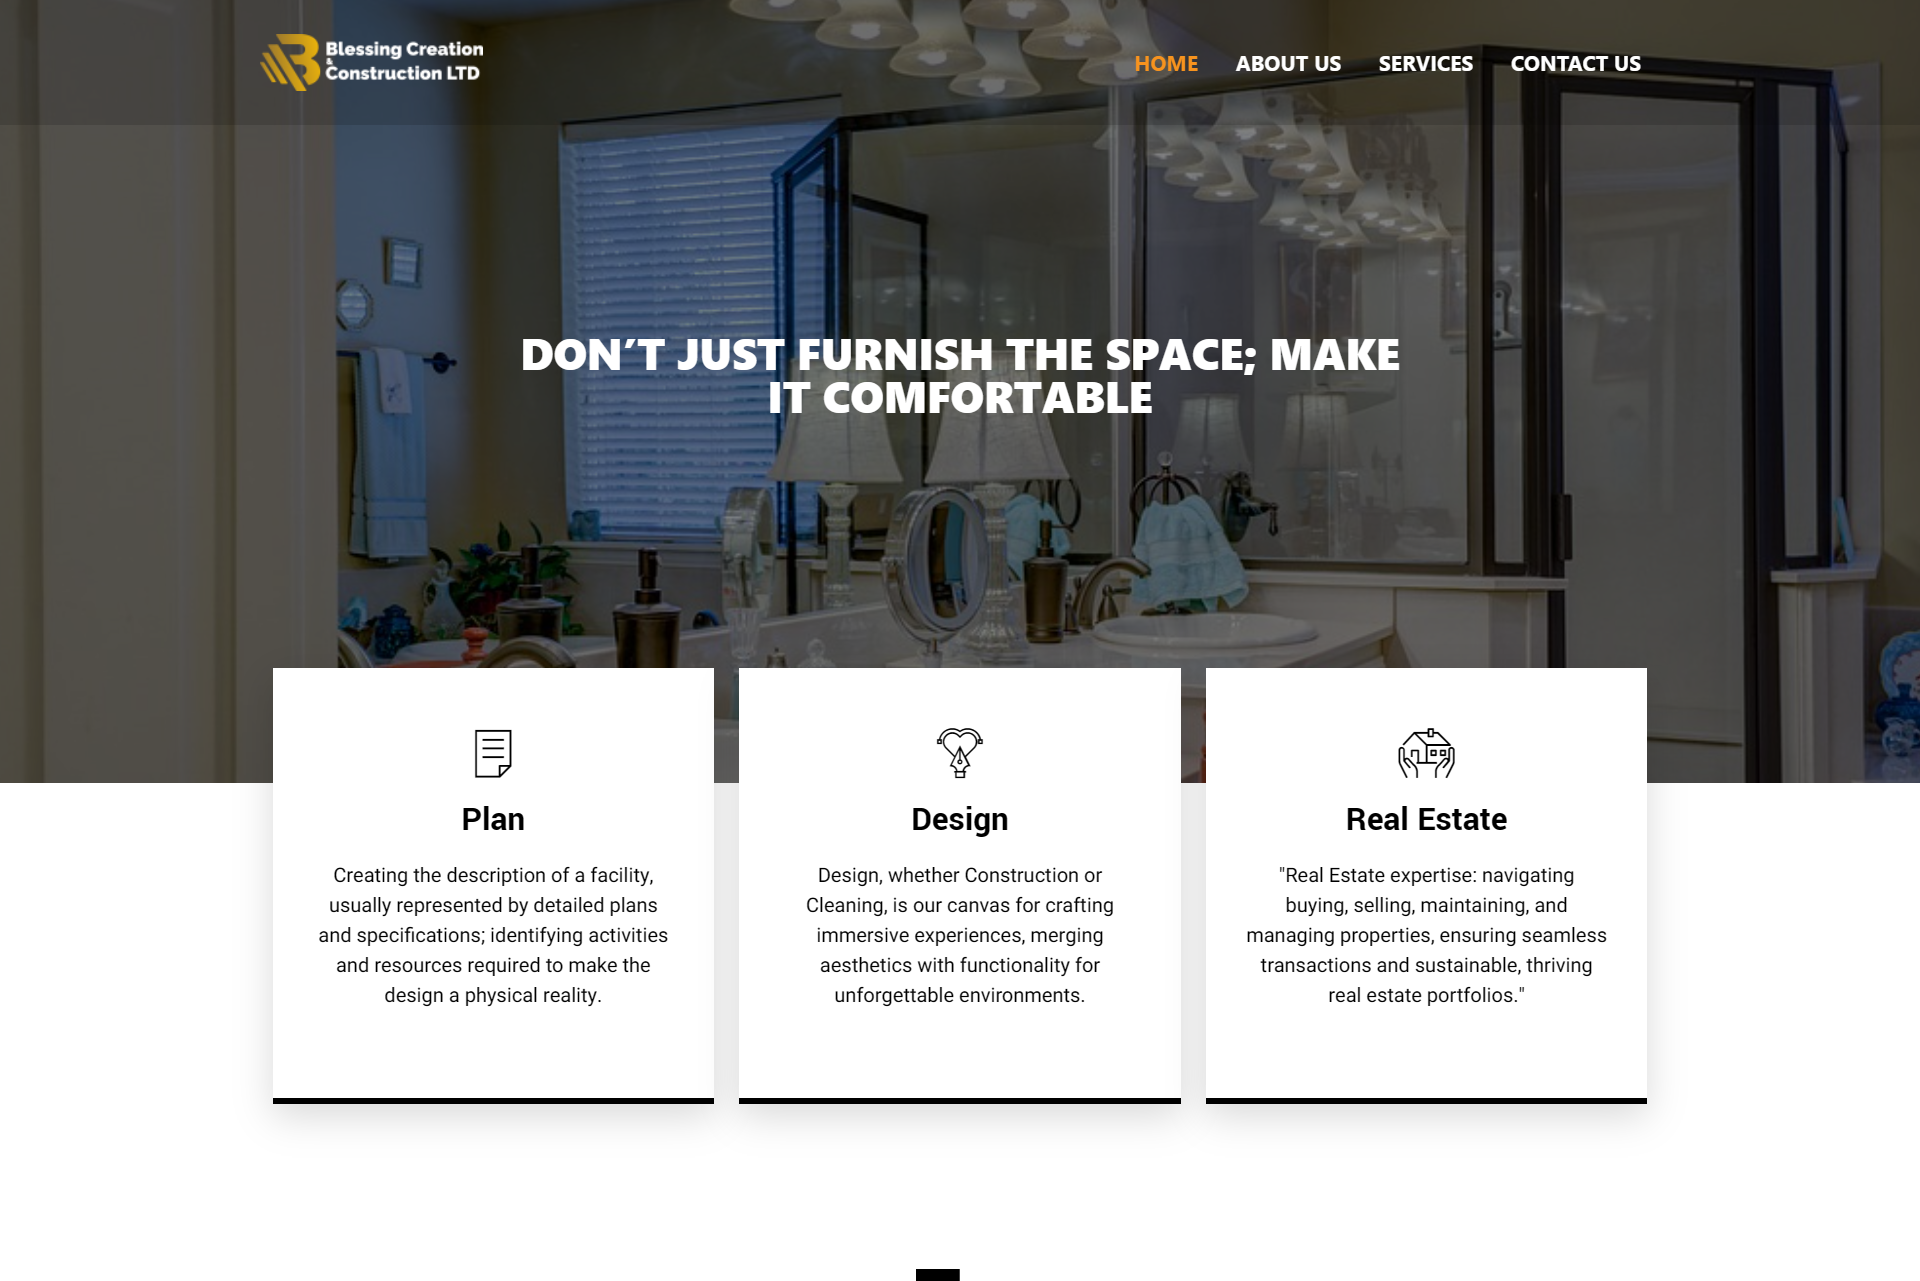 Blessing Creation
&
Construction LTD
HOME ABOUT US SERVICES CONTACT US
DON’T JUST FURNISH THE SPACE; MAKE
IT COMFORTABLE
Plan
Creating the description of a facility,
usually represented by detailed plans
and specifications; identifying activities
and resources required to make the
design a physical reality.
Design
Design, whether Construction or
Cleaning, is our canvas for crafting
immersive experiences, merging
aesthetics with functionality for
unforgettable environments.
Real Estate
"Real Estate expertise: navigating
buying, selling, maintaining, and
managing properties, ensuring seamless
transactions and sustainable, thriving
real estate portfolios."